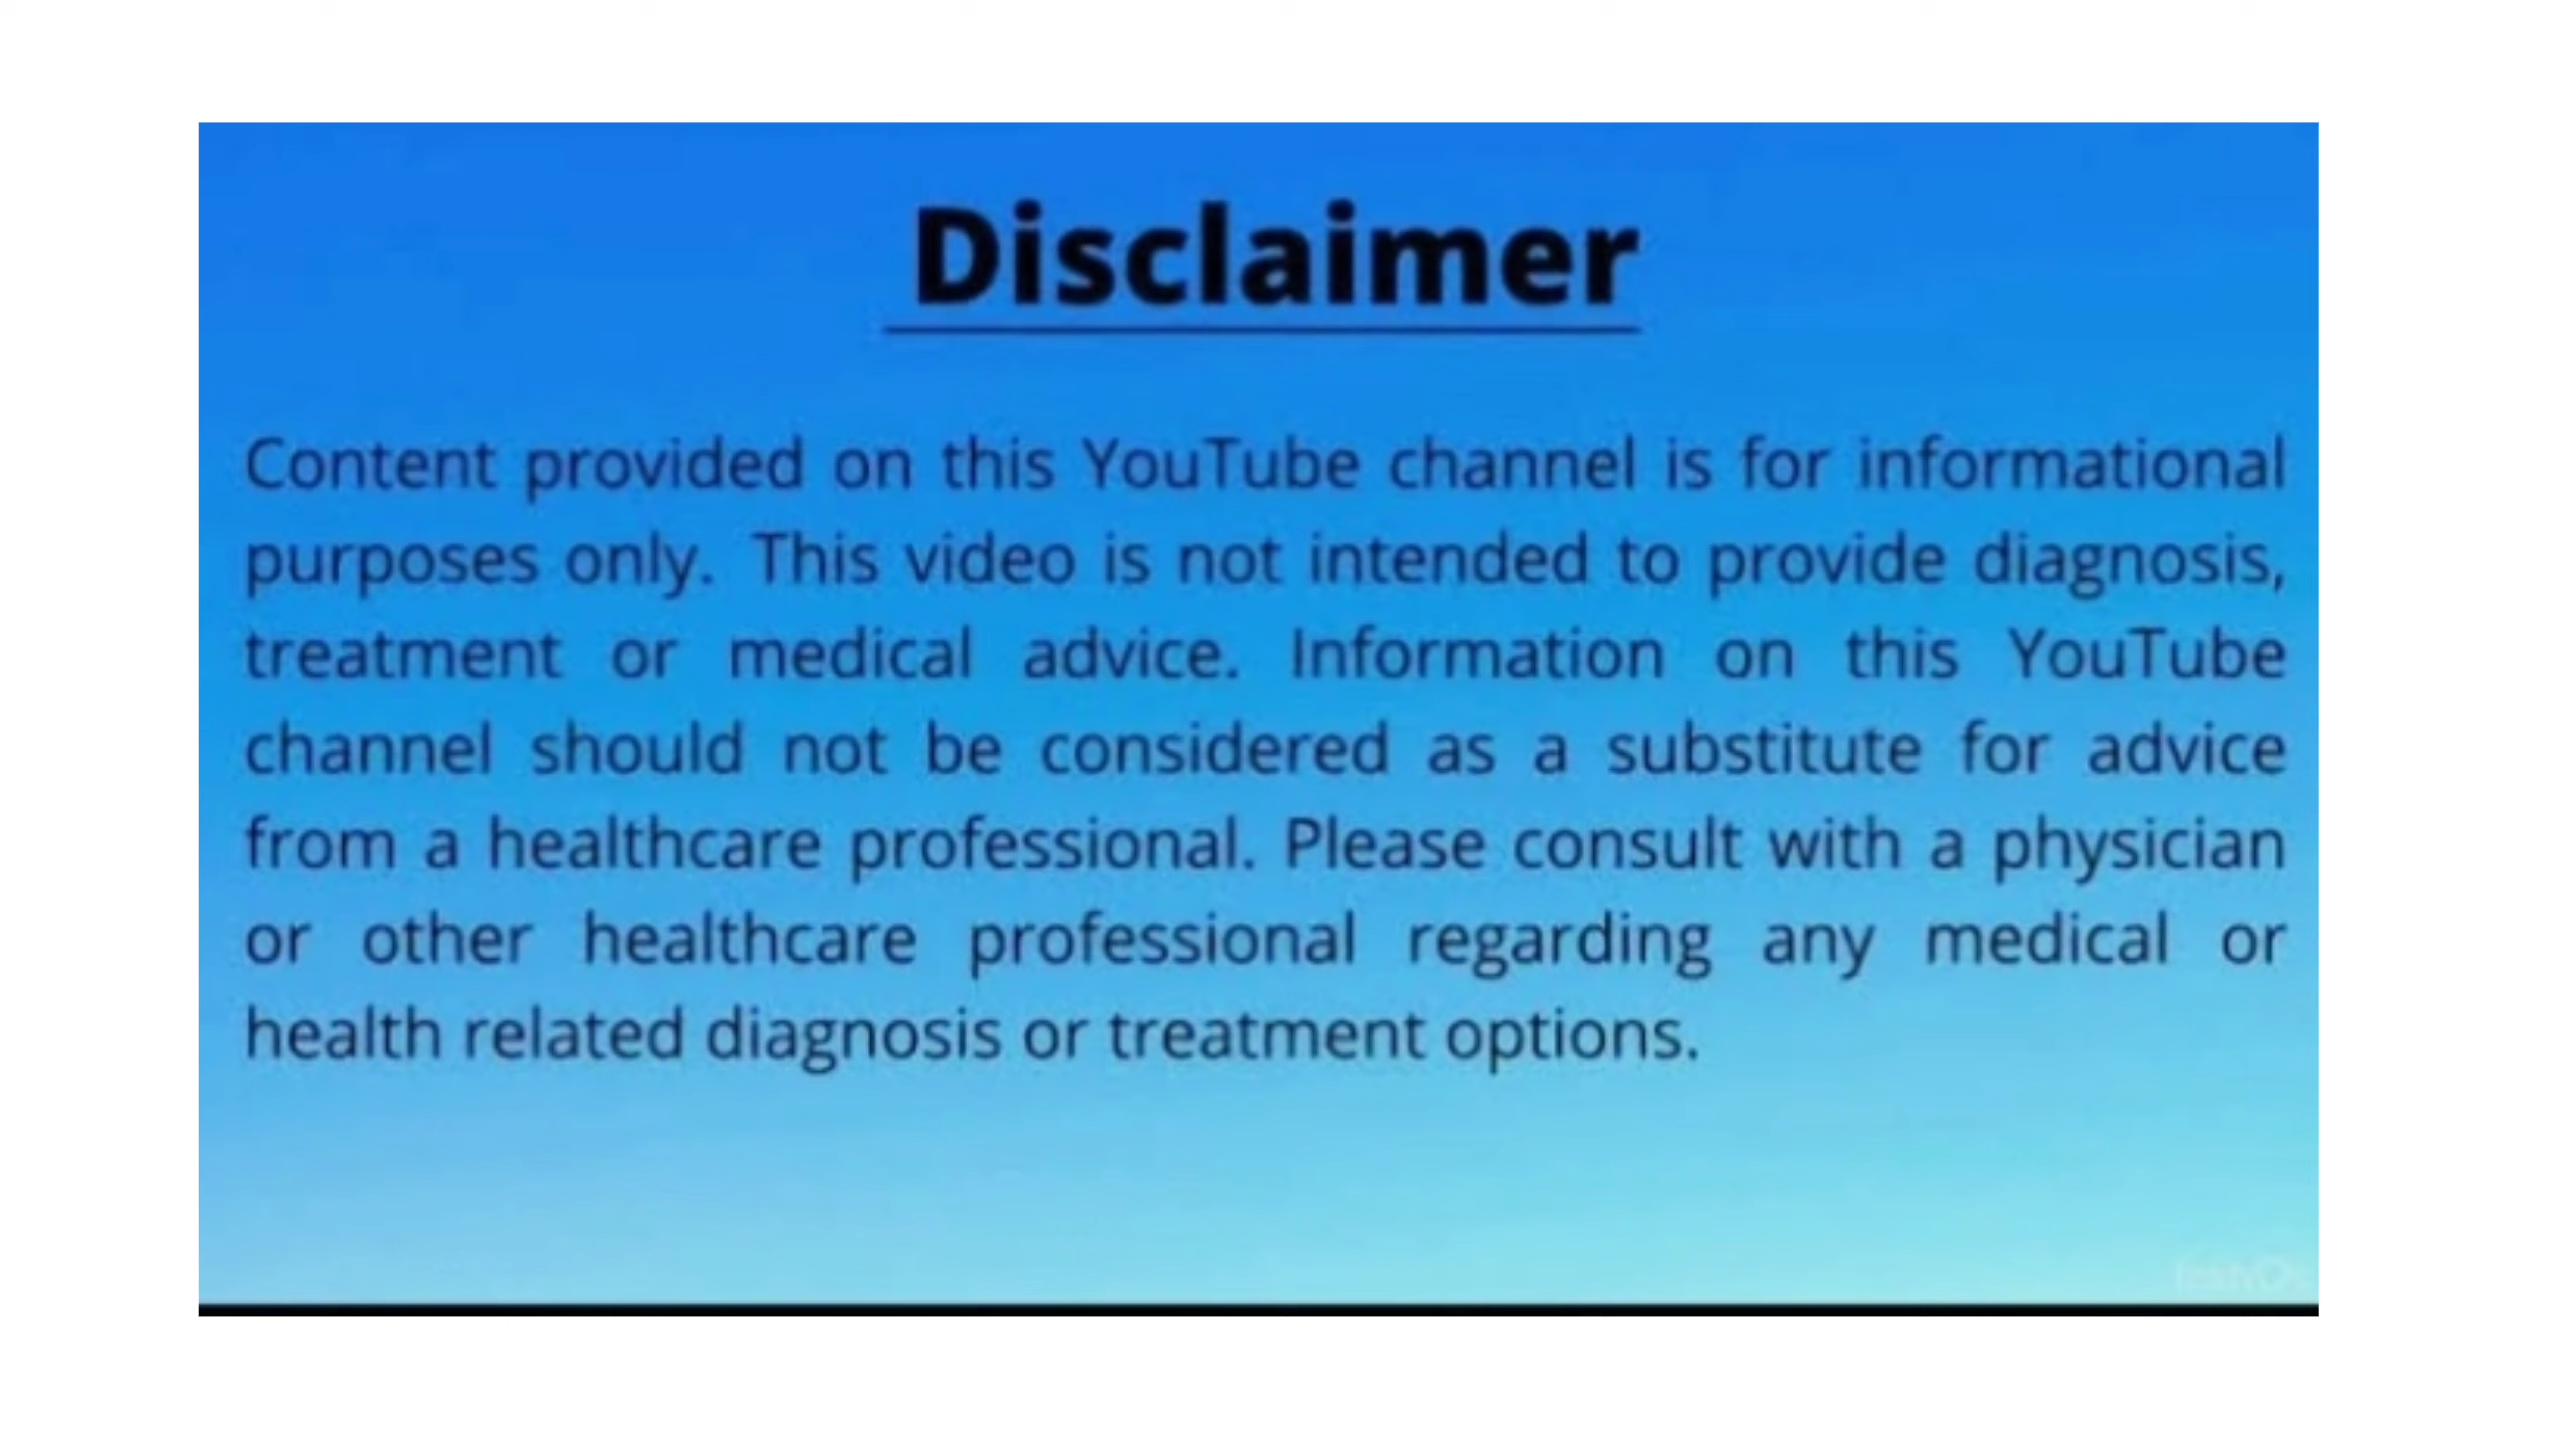 Disclaimer
Content provided on this YouTube channel is for informational
purposes only. This video is not intended to provide diagnosis,
treatment or medical advice. Information on this YouTube
channel should not be considered as a substitute for advice
from a healthcare professional. Please consult with a physician
or other healthcare professional regarding any medical or
health related diagnosis or treatment options.